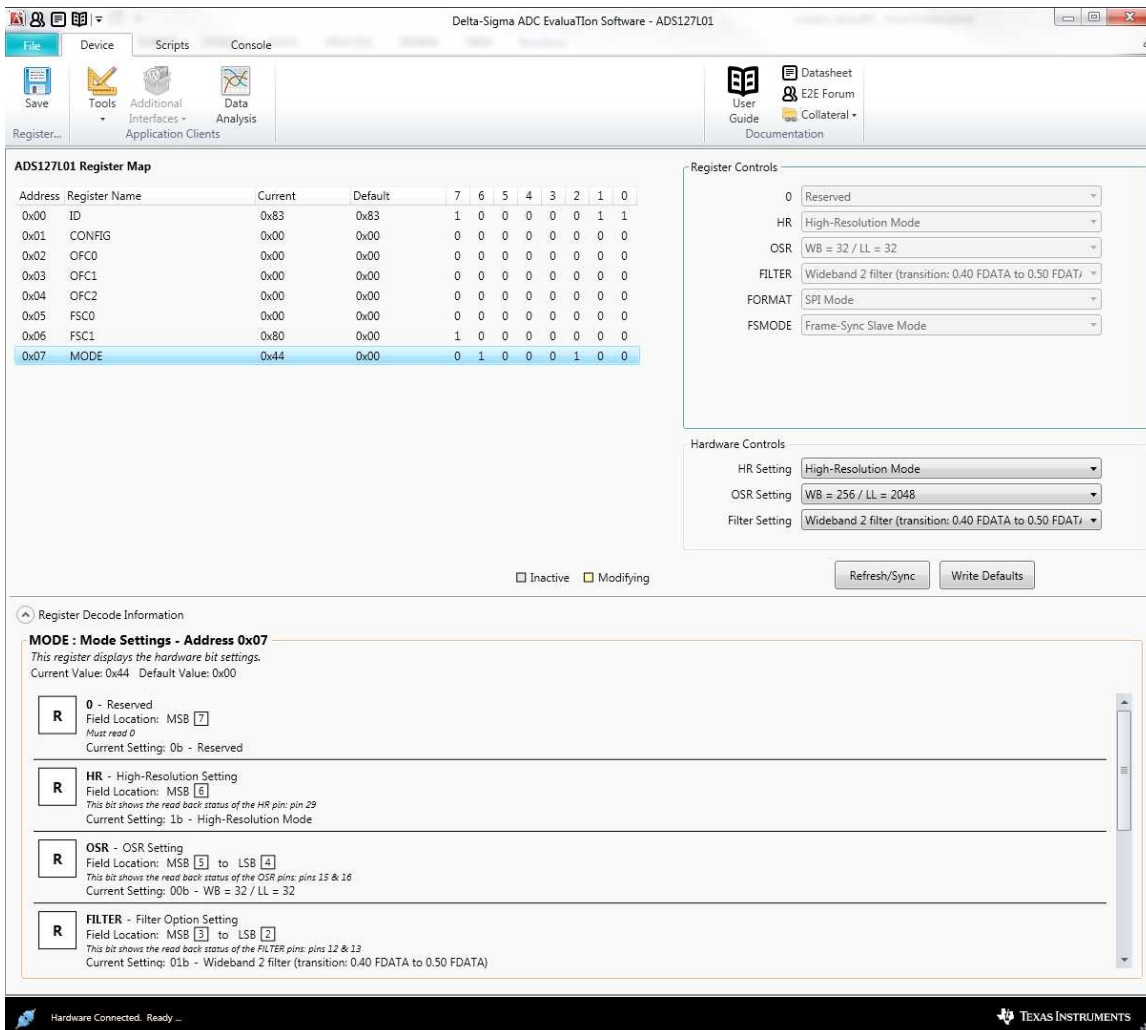 Delta-Sigma ADC EvaluaTIon Software - ADS127L01
File Device Scripts Console
Save Tools Additional Interfaces Data Analysis
User Guide Datasheet
E2E Forum
Collateral
Register... Application Clients Documentation
ADS127L01 Register Map
Address Register Name Current Default 7 6 5 4 3 2 1 0
0x00 ID 0x83 0x83 1 0 0 0 0 0 1 1
0x01 CONFIG 0x00 0x00 0 0 0 0 0 0 0 0
0x02 OFC0 0x00 0x00 0 0 0 0 0 0 0 0
0x03 OFC1 0x00 0x00 0 0 0 0 0 0 0 0
0x04 OFC2 0x00 0x00 0 0 0 0 0 0 0 0
0x05 FSC0 0x00 0x00 0 0 0 0 0 0 0 0
0x06 FSC1 0x80 0x80 1 0 0 0 0 0 0 0
0x07 MODE 0x44 0x00 0 1 0 0 0 1 0 0
Register Controls
0 Reserved
HR High-Resolution Mode
OSR WB = 32 / LL = 32
FILTER Wideband 2 filter (transition: 0.40 FDATA to 0.50 FDATA
FORMAT SPI Mode
FSMODE Frame-Sync Slave Mode
Hardware Controls
HR Setting High-Resolution Mode
OSR Setting WB = 256 / LL = 2048
Filter Setting Wideband 2 filter (transition: 0.40 FDATA to 0.50 FDATA
Inactive Modifying
Refresh/Sync Write Defaults
Register Decode Information
MODE : Mode Settings - Address 0x07
This register displays the hardware bit settings.
Current Value: 0x44 Default Value: 0x00
R
0 - Reserved
Field Location: MSB 7
Must read 0
Current Setting: 0b - Reserved
R
HR - High-Resolution Setting
Field Location: MSB 6
This bit shows the read back status of the HR pin: pin 29
Current Setting: 1b - High-Resolution Mode
R
OSR - OSR Setting
Field Location: MSB 5 to LSB 4
This bit shows the read back status of the OSR pins: pins 15 & 16
Current Setting: 00b - WB = 32 / LL = 32
R
FILTER - Filter Option Setting
Field Location: MSB 3 to LSB 2
This bit shows the read back status of the FILTER pins: pins 12 & 13
Current Setting: 01b - Wideband 2 filter (transition: 0.40 FDATA to 0.50 FDATA)
Hardware Connected. Ready ...
TEXAS INSTRUMENTS